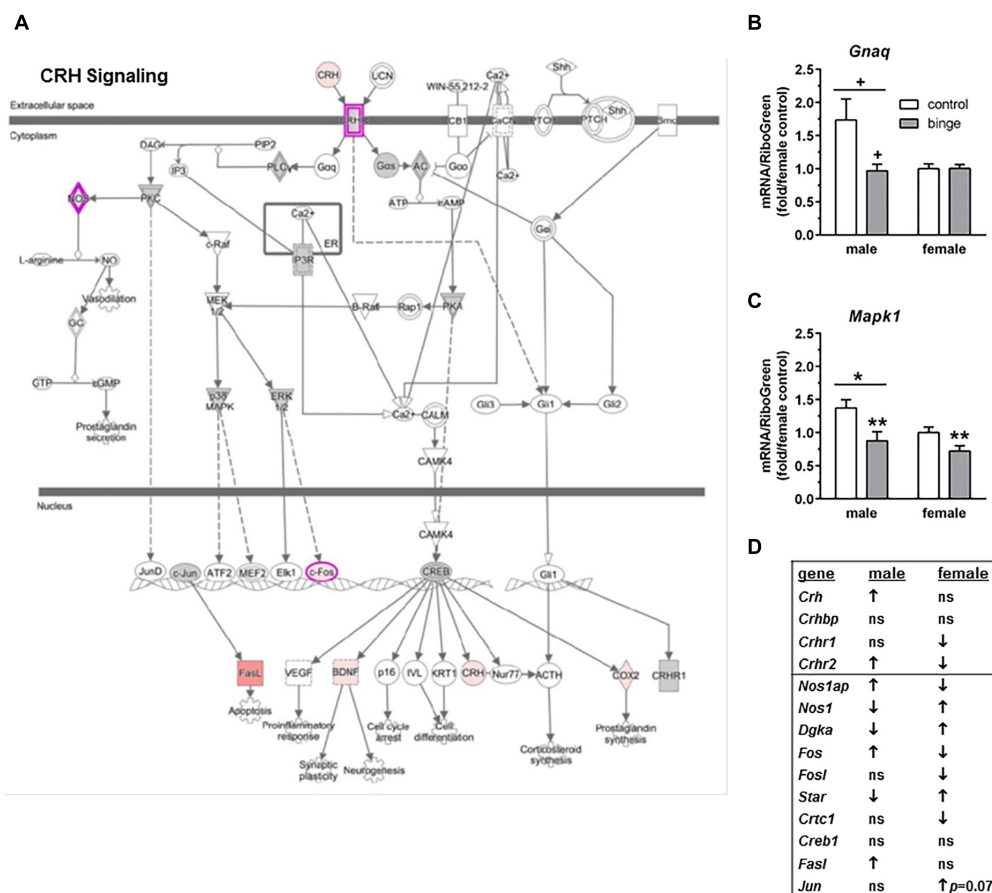 A
CRH Signaling
CRH
UCN
WIN-55,212-2
Ca2+
Shh
Extracellular space
CB1
PTCH
PTCH
Shh
Smo
Cytoplasm
DAG
PIP2
IP3
PLC
Gαq
Gαs
AC
Ca2+
ATP
cAMP
NOS
PKC
Ca2+
ER
IP3R
Gαi
c-Raf
L-arginine
NO
Vasodilation
GC
MEK
1/2
B-Raf
Rap1
PKA
GTP
cGMP
p38
MAPK
ERK
1/2
Ca2+
CALM
Gli3
Gli1
Gli2
Prostaglandin
secretion
CAMK4
Nucleus
CAMK4
JunD
c-Jun
ATF2
MEF2
Elk1
c-Fos
CREB
Gli1
FasL
VEGF
BDNF
p16
IVL
KRT1
CRH
Nur77
ACTH
COX2
CRHR1
Apoptosis
Proinflammatory
response
Cell cycle
arrest
Cell
differentiation
Prostaglandin
synthesis
Synaptic
plasticity
Neurogenesis
Corticosteroid
synthesis
B
Gnaq
mRNA/RiboGreen
(fold/female control)
2.5
2.0
1.5
1.0
0.5
0.0
+
+
control
binge
male
female
C
Mapk1
mRNA/RiboGreen
(fold/female control)
2.5
2.0
1.5
1.0
0.5
0.0
*
**
**
male
female
D
gene male female
Crh ↑ ns
Crhbp ns ns
Crhr1 ns ↓
Crhr2 ↑ ↓
Nos1ap ↑ ↓
Nos1 ↓ ↑
Dgka ↓ ↑
Fos ↑ ↓
Fosl ns ↓
Star ↓ ↑
Crtc1 ns ↓
Creb1 ns ns
Fasl ↑ ns
Jun ns ↑p=0.07